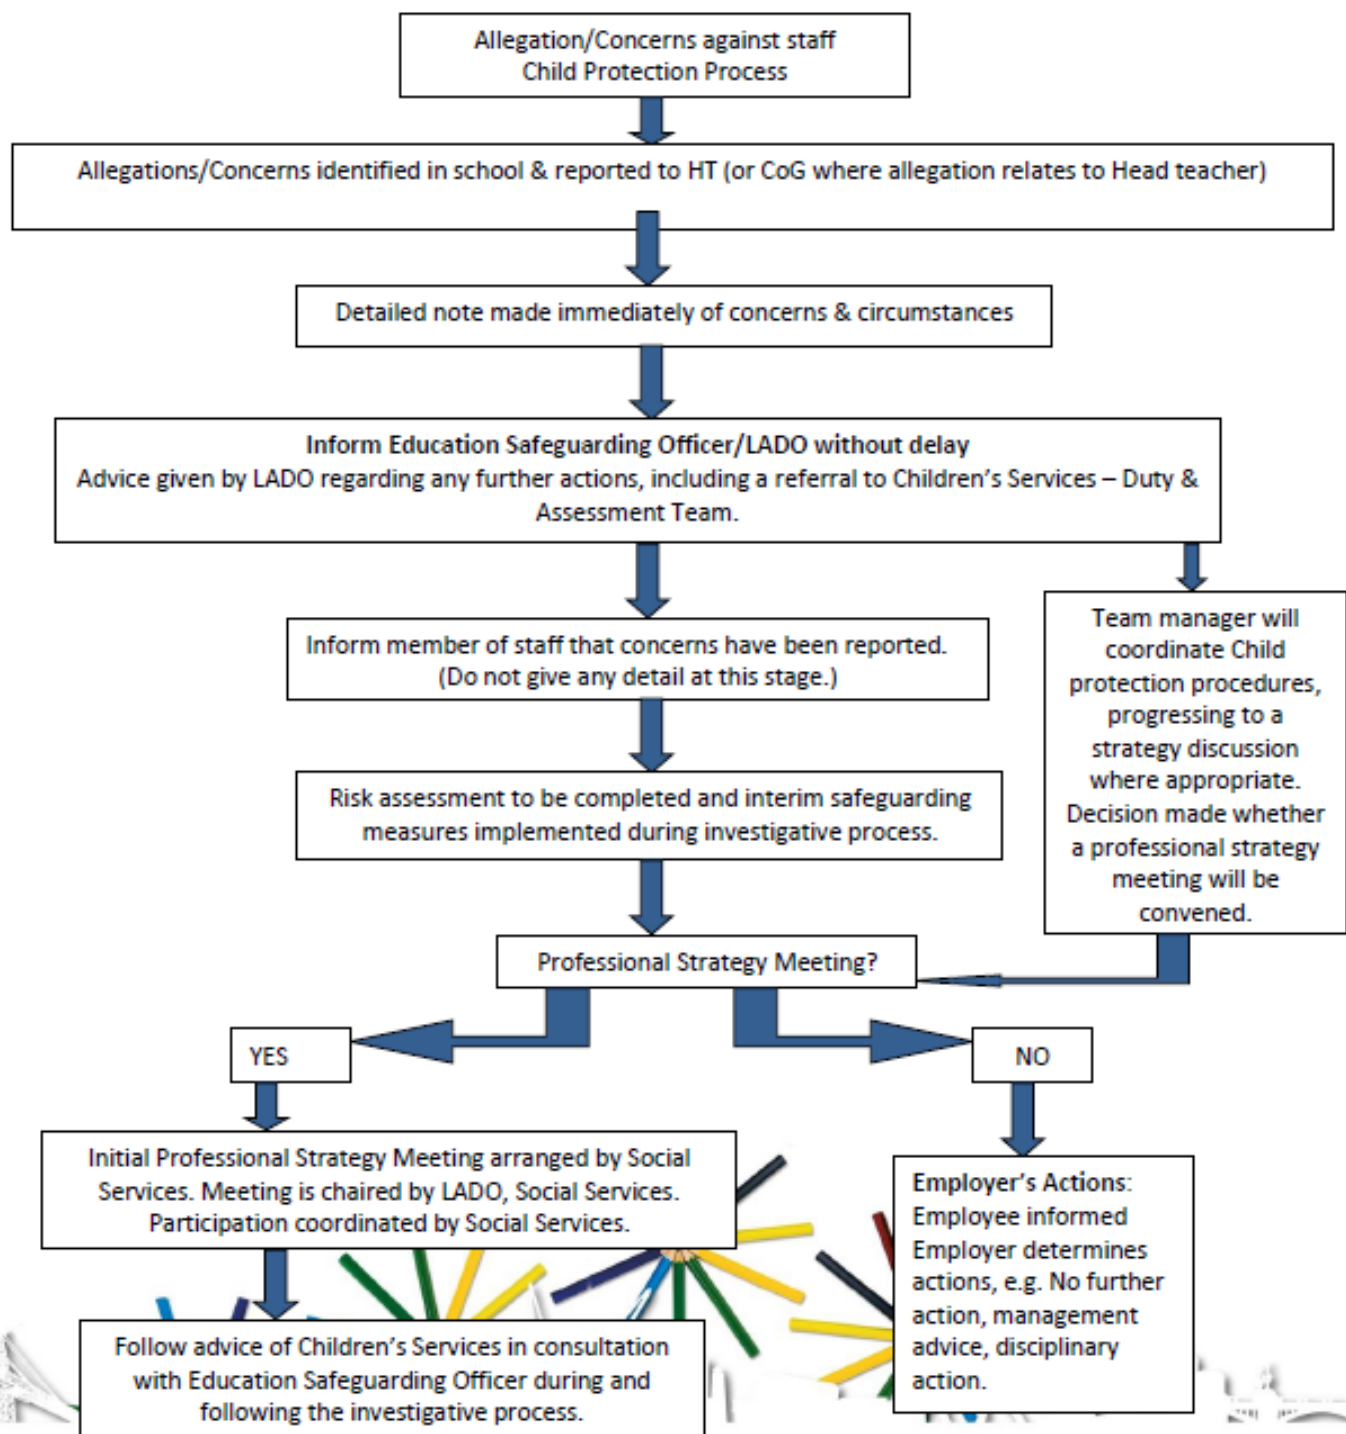 Allegation/Concerns against staff
Child Protection Process
Allegations/Concerns identified in school & reported to HT (or CoG where allegation relates to Head teacher)
Detailed note made immediately of concerns & circumstances
Inform Education Safeguarding Officer/LADO without delay
Advice given by LADO regarding any further actions, including a referral to Children's Services – Duty &
Assessment Team.
Inform member of staff that concerns have been reported.
(Do not give any detail at this stage.)
Team manager will
coordinate Child
protection procedures,
progressing to a
strategy discussion
where appropriate.
Decision made whether
a professional strategy
meeting will be
convened.
Risk assessment to be completed and interim safeguarding
measures implemented during investigative process.
Professional Strategy Meeting?
YES
NO
Initial Professional Strategy Meeting arranged by Social
Services. Meeting is chaired by LADO, Social Services.
Participation coordinated by Social Services.
Employer's Actions:
Employee informed
Employer determines
actions, e.g. No further
action, management
advice, disciplinary
action.
Follow advice of Children's Services in consultation
with Education Safeguarding Officer during and
following the investigative process.